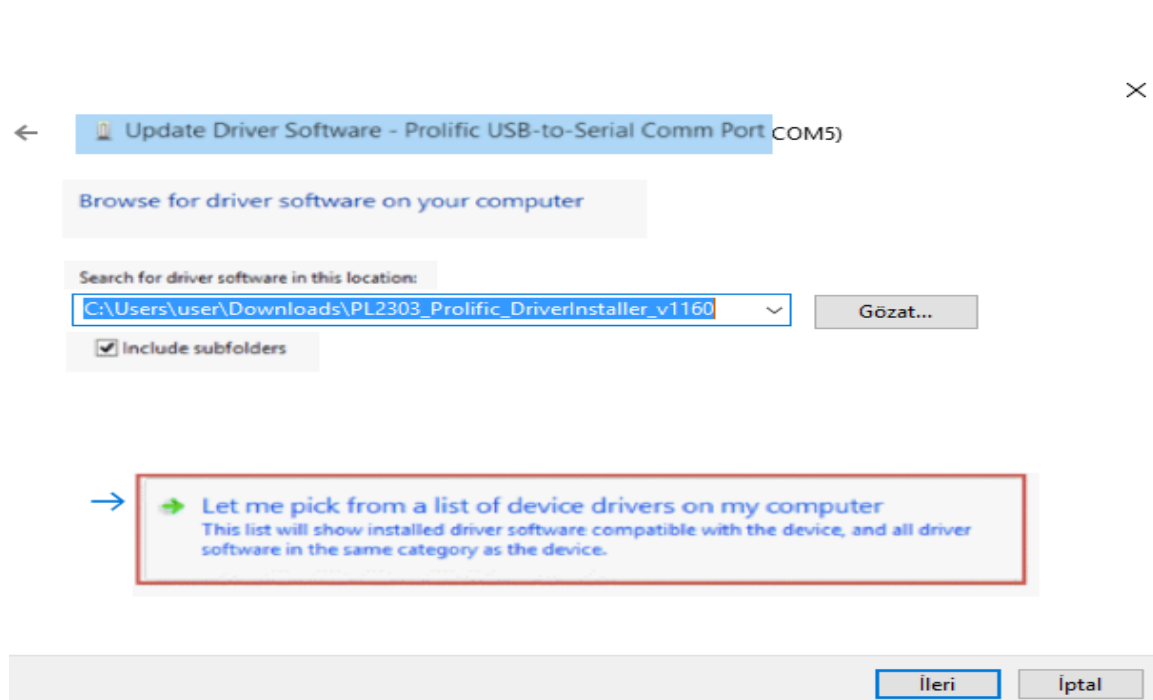 Update Driver Software - Prolific USB-to-Serial Comm Port COM5)
Browse for driver software on your computer
Search for driver software in this location:
C:\Users\user\Downloads\PL2303_Prolific_DriverInstaller_v1160
Gözat...
Include subfolders
Let me pick from a list of device drivers on my computer
This list will show installed driver software compatible with the device, and all driver
software in the same category as the device.
İleri
İptal